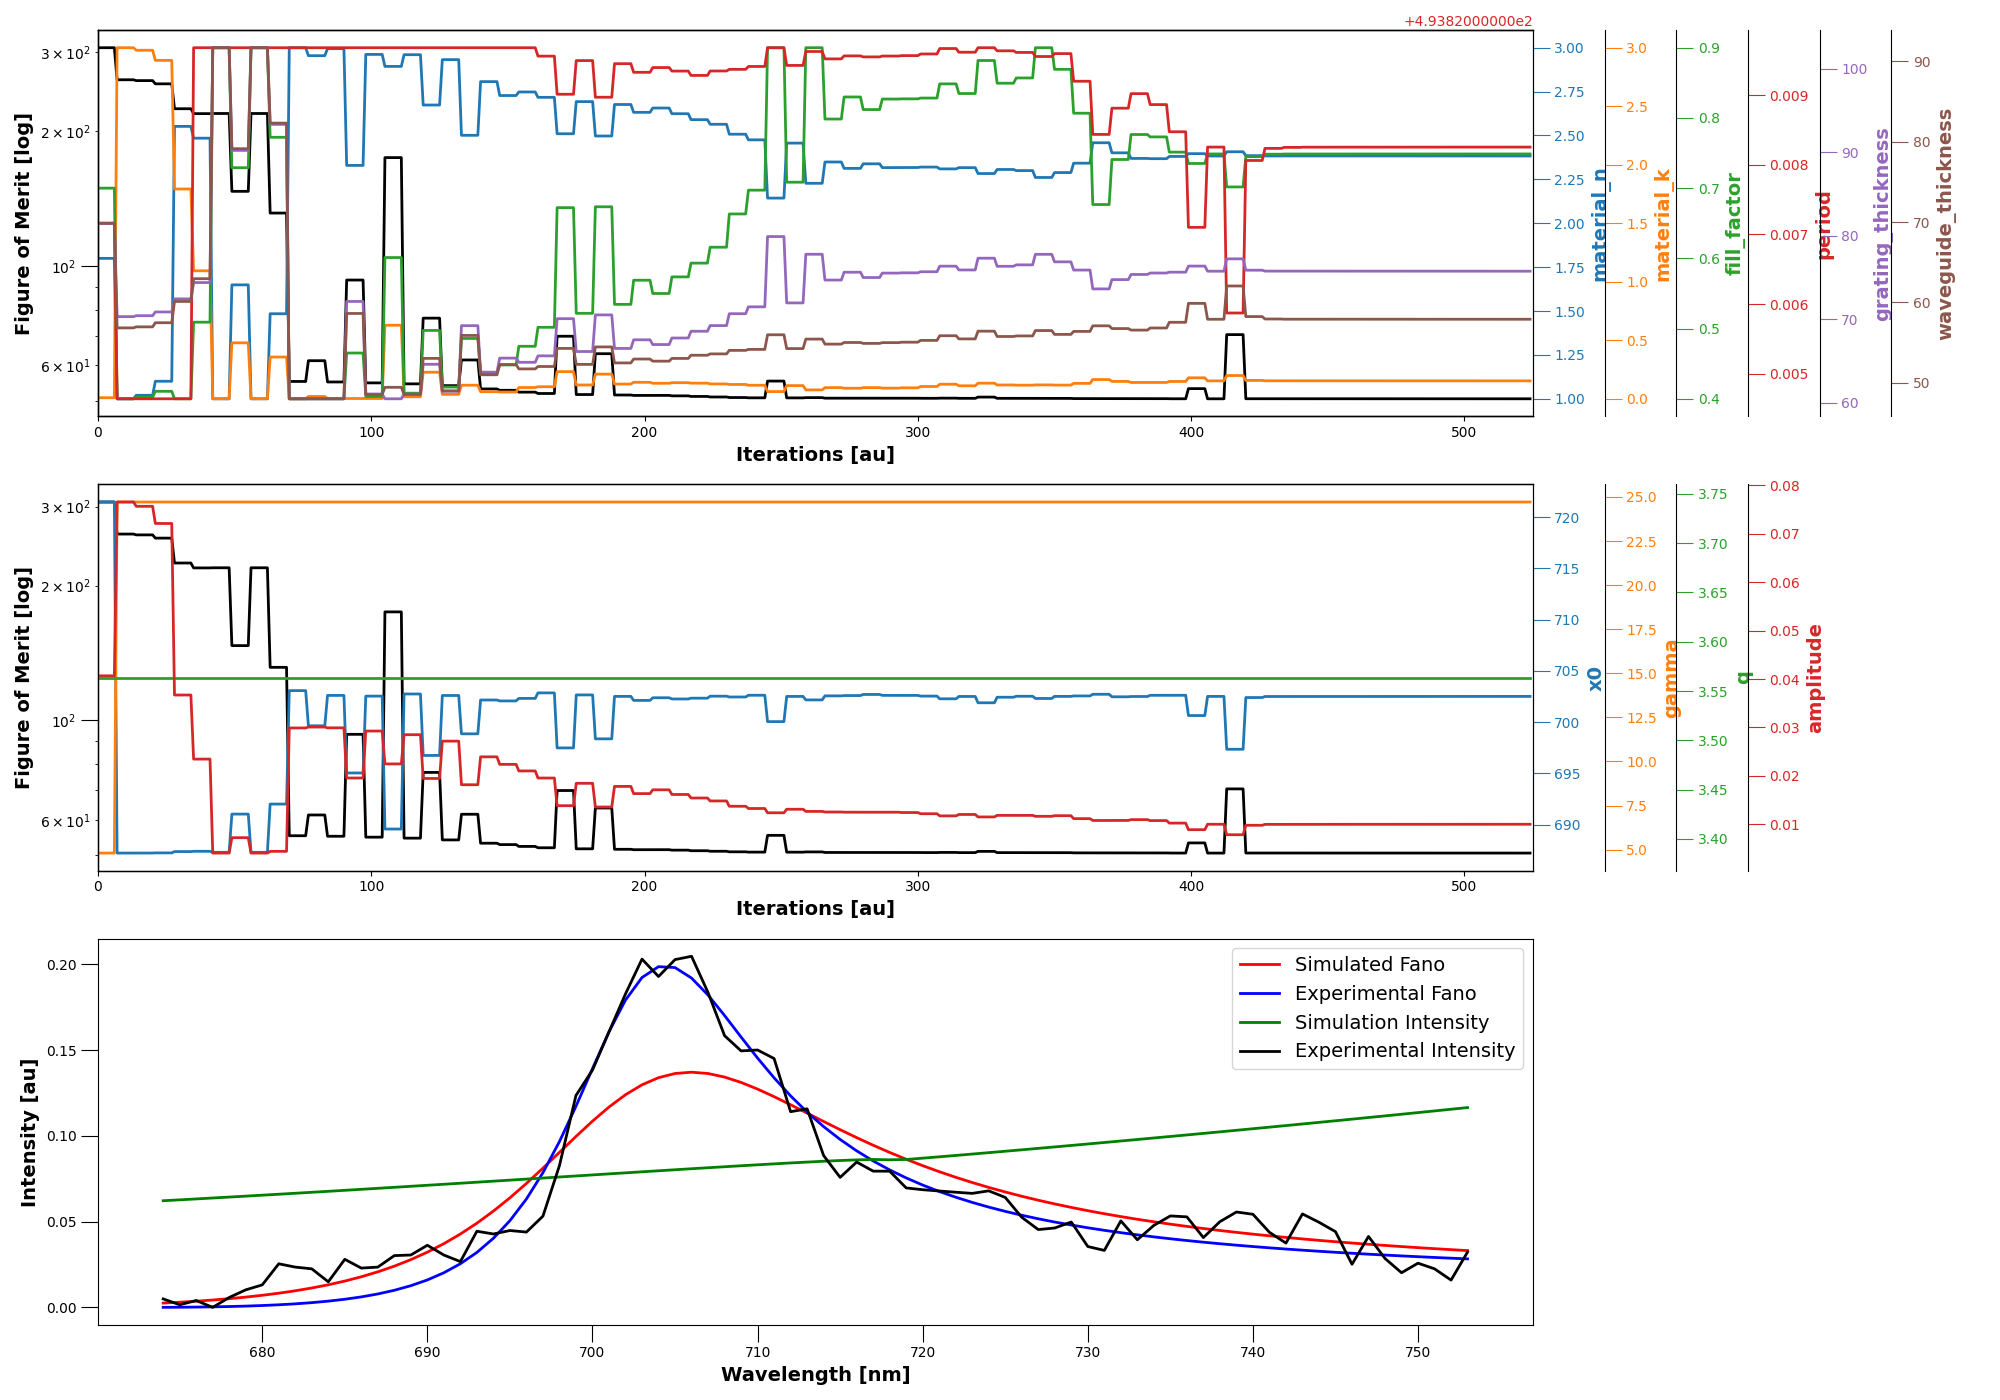 +4.9382000000e2
Figure of Merit [log]
3 × 10²
2 × 10²
10²
6 × 10¹
0 100 200 300 400 500
Iterations [au]
3.00 2.75 2.50 2.25 2.00 1.75 1.50 1.25 1.00
material_n
3.0 2.5 2.0 1.5 1.0 0.5 0.0
material_k
0.9 0.8 0.7 0.6 0.5 0.4
fill_factor
0.009 0.008 0.007 0.006 0.005
period
100 90 80 70 60
grating_thickness
90 80 70 60 50
waveguide_thickness
Figure of Merit [log]
3 × 10²
2 × 10²
10²
6 × 10¹
0 100 200 300 400 500
Iterations [au]
720 715 710 705 700 695 690
x0
25.0 22.5 20.0 17.5 15.0 12.5 10.0 7.5 5.0
gamma
3.75 3.70 3.65 3.60 3.55 3.50 3.45 3.40
q
0.08 0.07 0.06 0.05 0.04 0.03 0.02 0.01
amplitude
Intensity [au]
0.20
0.15
0.10
0.05
0.00
Simulated Fano
Experimental Fano
Simulation Intensity
Experimental Intensity
680 690 700 710 720 730 740 750
Wavelength [nm]